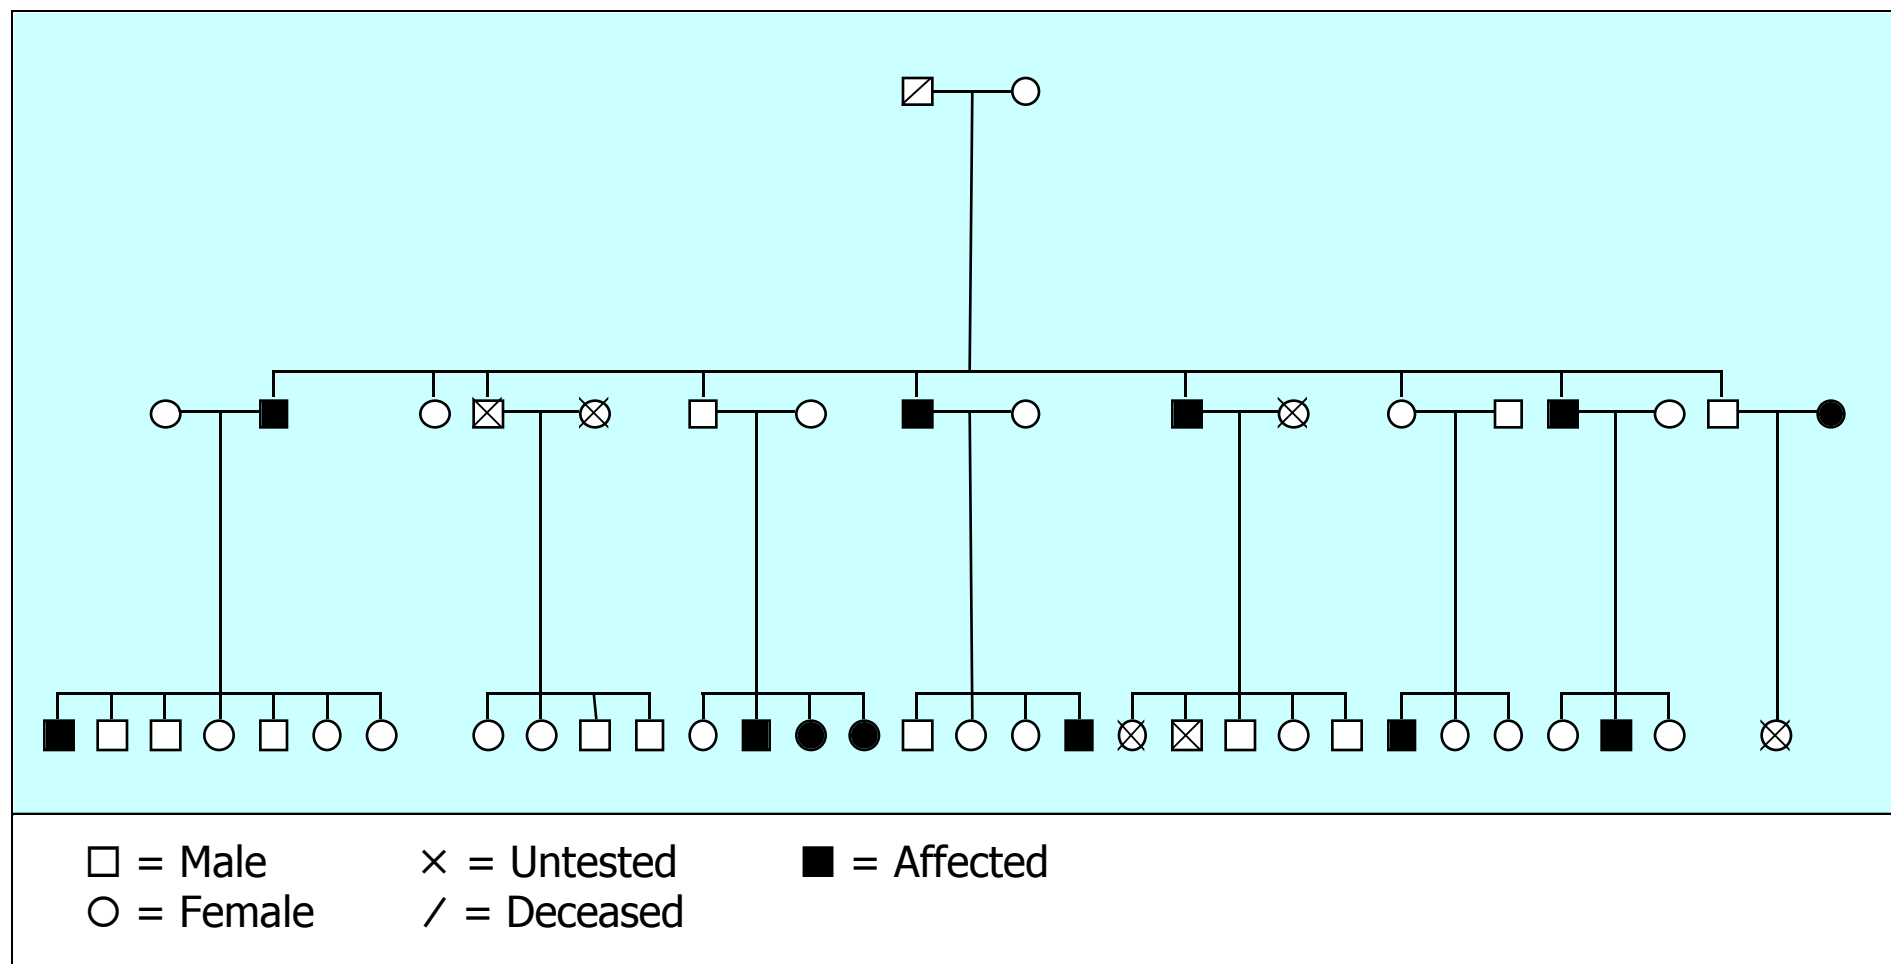 = Male × = Untested = Affected
= Female / = Deceased